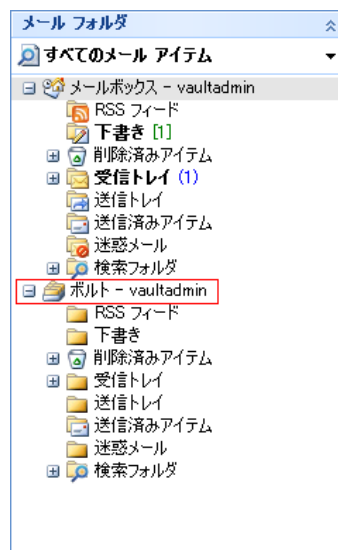 メール フォルダ
すべてのメール アイテム
メールボックス - vaultadmin
RSS フィード
下書き [1]
削除済みアイテム
受信トレイ (1)
送信トレイ
送信済みアイテム
迷惑メール
検索フォルダ
ボルト - vaultadmin
RSS フィード
下書き
削除済みアイテム
受信トレイ
送信トレイ
送信済みアイテム
迷惑メール
検索フォルダ